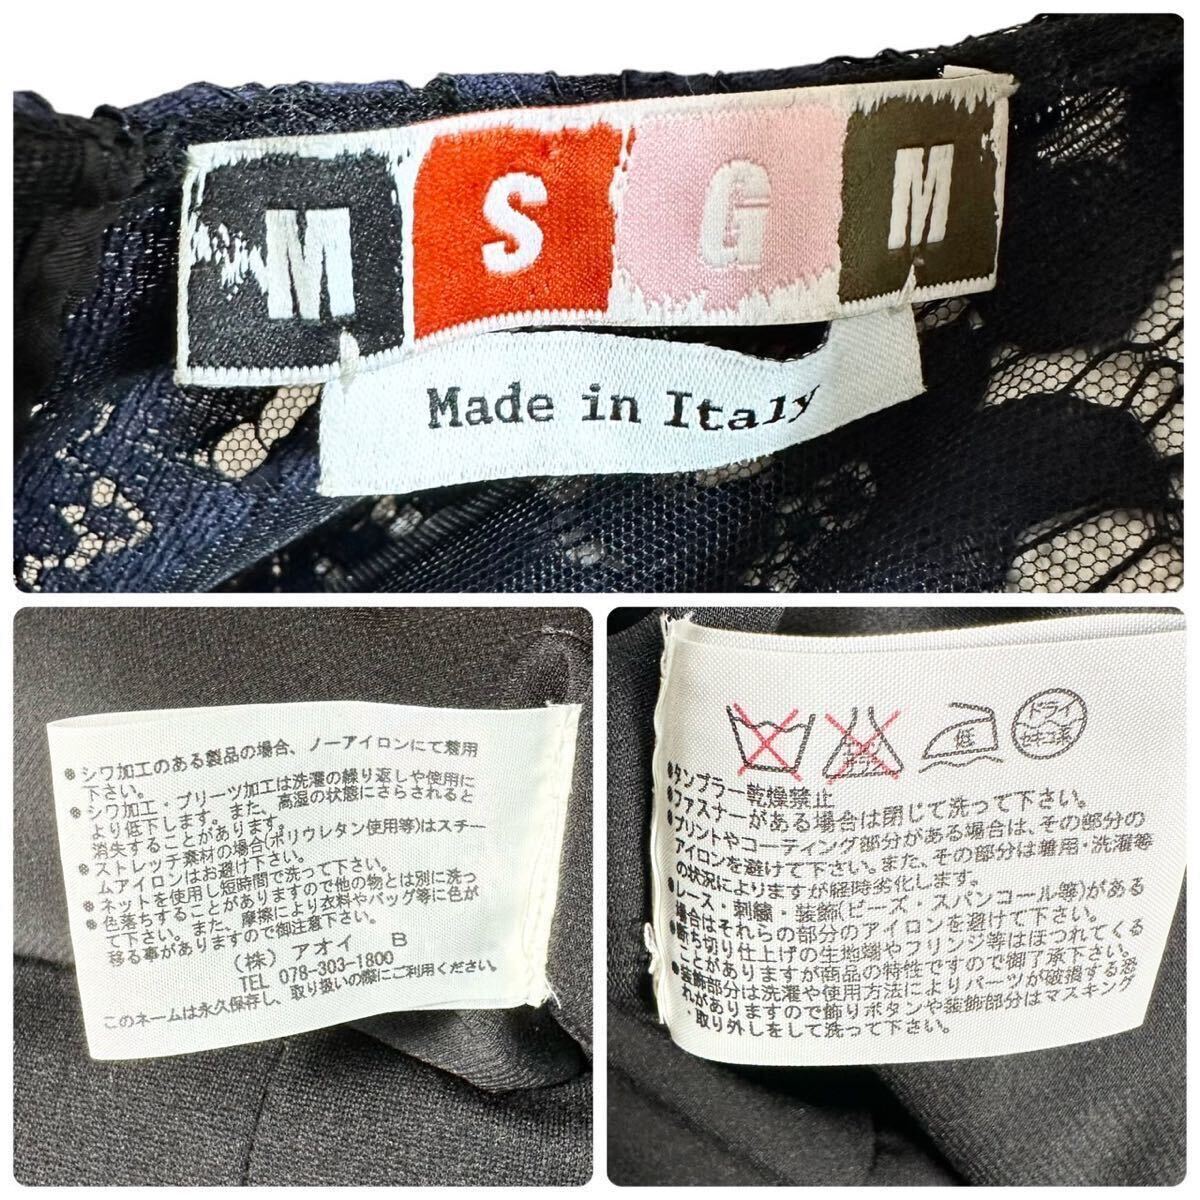 M S G M
Made in Italy
●シワ加工のある製品の場合、ノーアイロンにて着用
下さい。
●シワ加工・プリーツ加工は洗濯の繰り返しや使用に
より低下します。また、高湿の状態にさらされると
消失することがあります。
●ストレッチ素材の場合(ポリウレタン使用等)はスチー
ムアイロンはお避け下さい。
●ネットを使用し短時間で洗って下さい。
●色落ちすることがありますので他の物とは別に洗っ
て下さい。また、摩擦により衣料やバッグ等に色が
移る事がありますので御注意下さい。
(株) アオイ B
TEL 078-303-1800
このネームは永久保存し、取り扱いの際にご利用ください。
低
ドライ
セキユ系
●タンブラー乾燥禁止
●ファスナーがある場合は閉じて洗って下さい。
●プリントやコーティング部分がある場合は、その部分の
アイロンを避けて下さい。また、その部分は着用・洗濯等
の状況によりますが経時劣化します。
●レース・刺繍・装飾(ビーズ・スパンコール等)がある
場合はそれらの部分のアイロンを避けて下さい。
●断ち切り仕上げの生地端やフリンジ等はほつれてくる
ことがありますが商品の特性ですので御了承下さい。
●装飾部分は洗濯や使用方法によりパーツが破損する恐
れがありますので飾りボタンや装飾部分はマスキング
・取り外しをして洗って下さい。